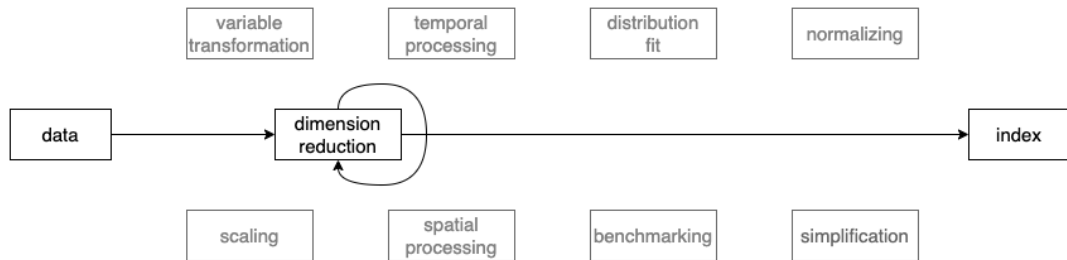 variable
transformation
temporal
processing
distribution
fit
normalizing
data
dimension
reduction
index
scaling
spatial
processing
benchmarking
simplification